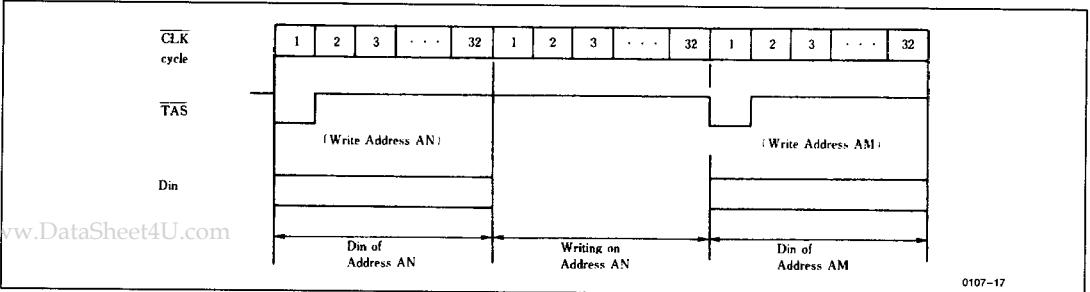 CLK
cycle
1 2 3 · · · 32 1 2 3 · · · 32 1 2 3 · · · 32
TAS
(Write Address AN)
(Write Address AM)
Din
www.DataSheet4U.com
Din of
Address AN
Writing on
Address AN
Din of
Address AM
0107-17